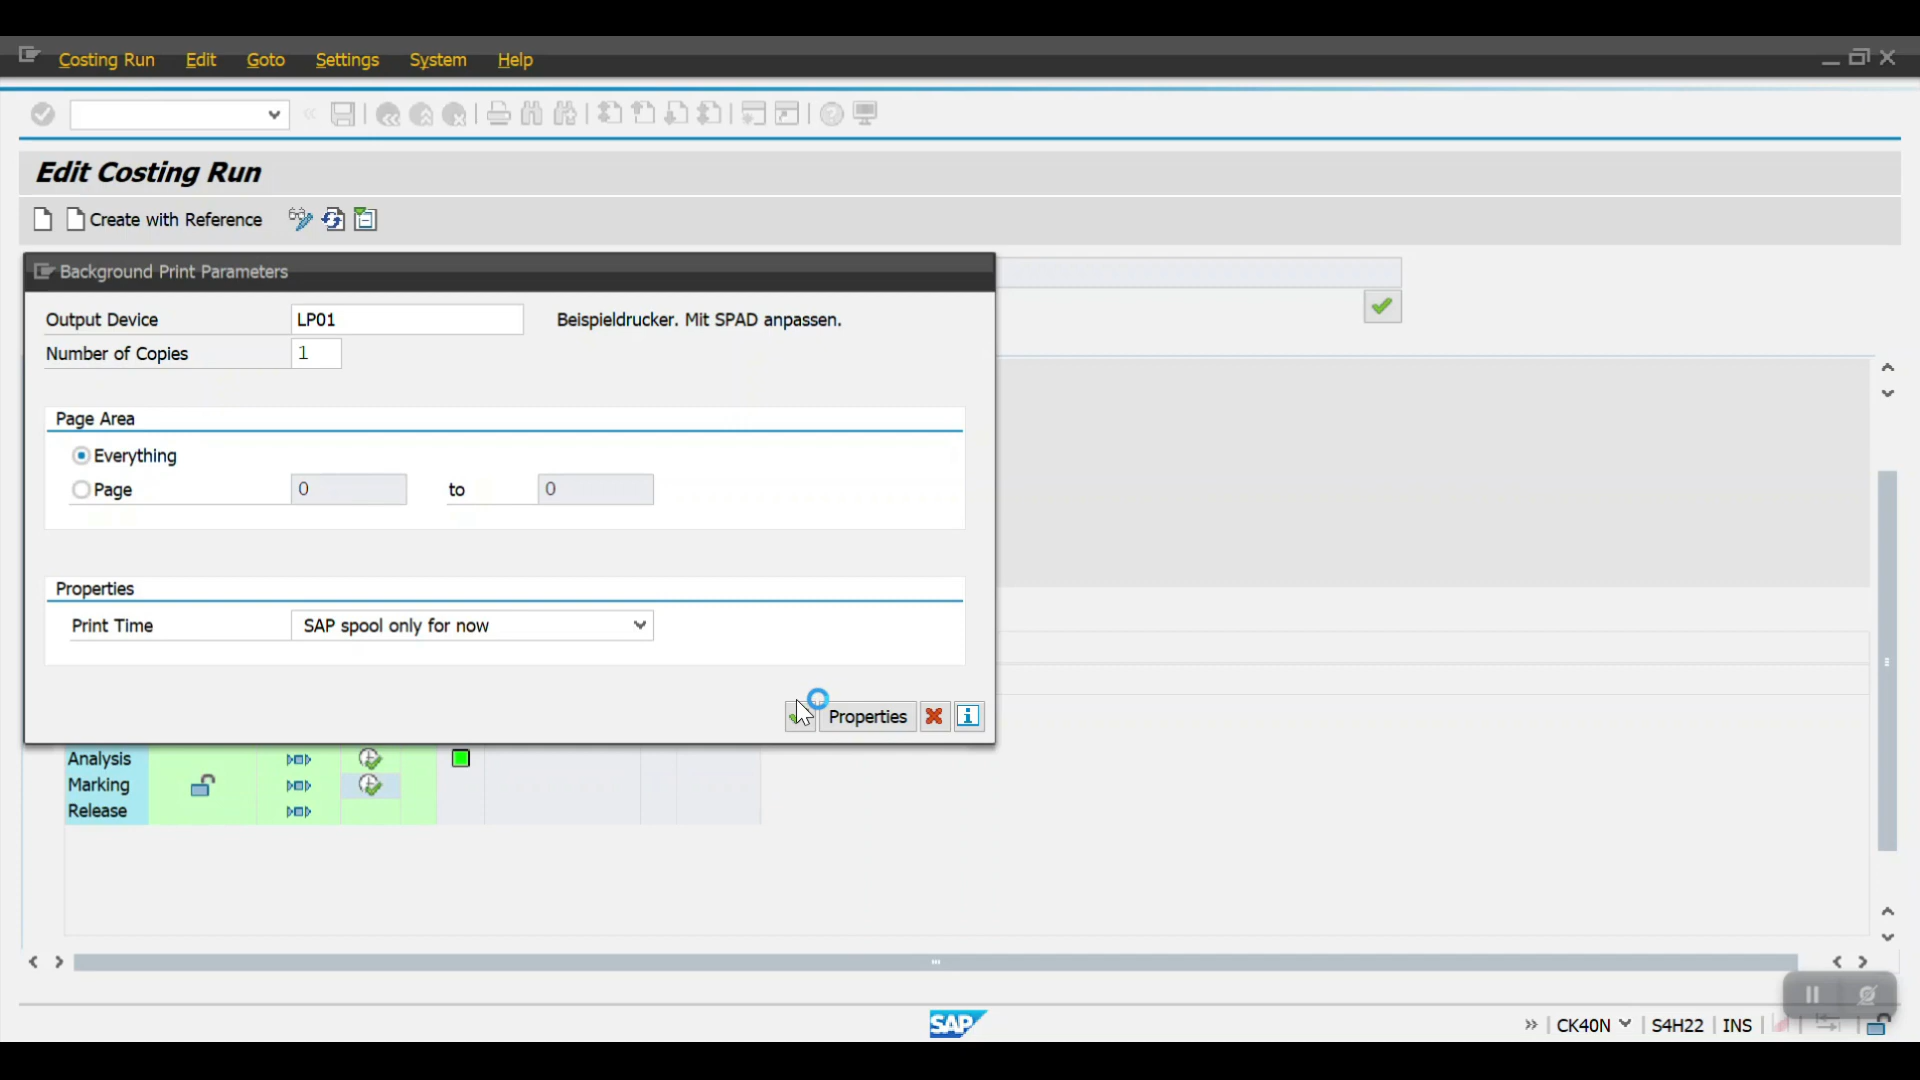 Costing Run Edit Goto Settings System Help
Edit Costing Run
Create with Reference
Background Print Parameters
Output Device LP01 Beispieldrucker. Mit SPAD anpassen.
Number of Copies 1
Page Area
Everything
Page 0 to 0
Properties
Print Time SAP spool only for now
Properties
Analysis
Marking
Release
SAP
CK40N S4H22 INS